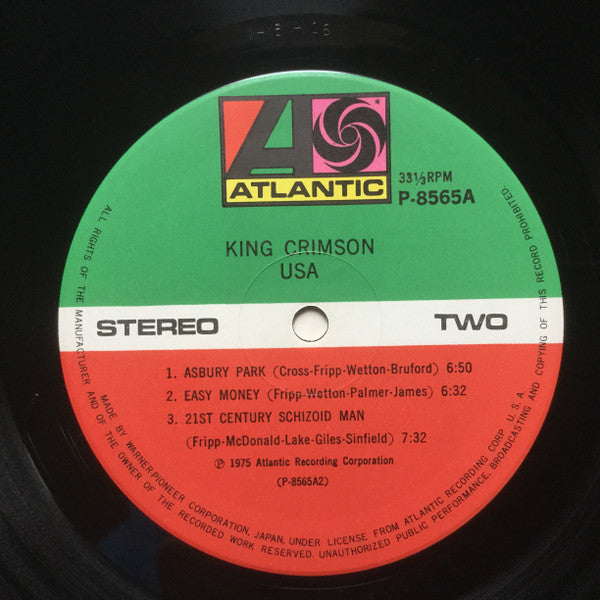 ATLANTIC
33⅓RPM
P-8565A
KING CRIMSON
USA
STEREO
TWO
1. ASBURY PARK (Cross-Fripp-Wetton-Bruford) 6:50
2. EASY MONEY (Fripp-Wetton-Palmer-James) 6:32
3. 21ST CENTURY SCHIZOID MAN
(Fripp-McDonald-Lake-Giles-Sinfield) 7:32
℗ 1975 Atlantic Recording Corporation
(P-8565A2)
ALL RIGHTS OF THE MANUFACTURER AND OF THE OWNER OF THE RECORDED WORK RESERVED. UNAUTHORIZED PUBLIC PERFORMANCE, BROADCASTING AND COPYING OF THIS RECORD PROHIBITED
MADE BY WARNER-PIONEER CORPORATION, JAPAN, UNDER LICENSE FROM ATLANTIC RECORDING CORP. U.S.A.